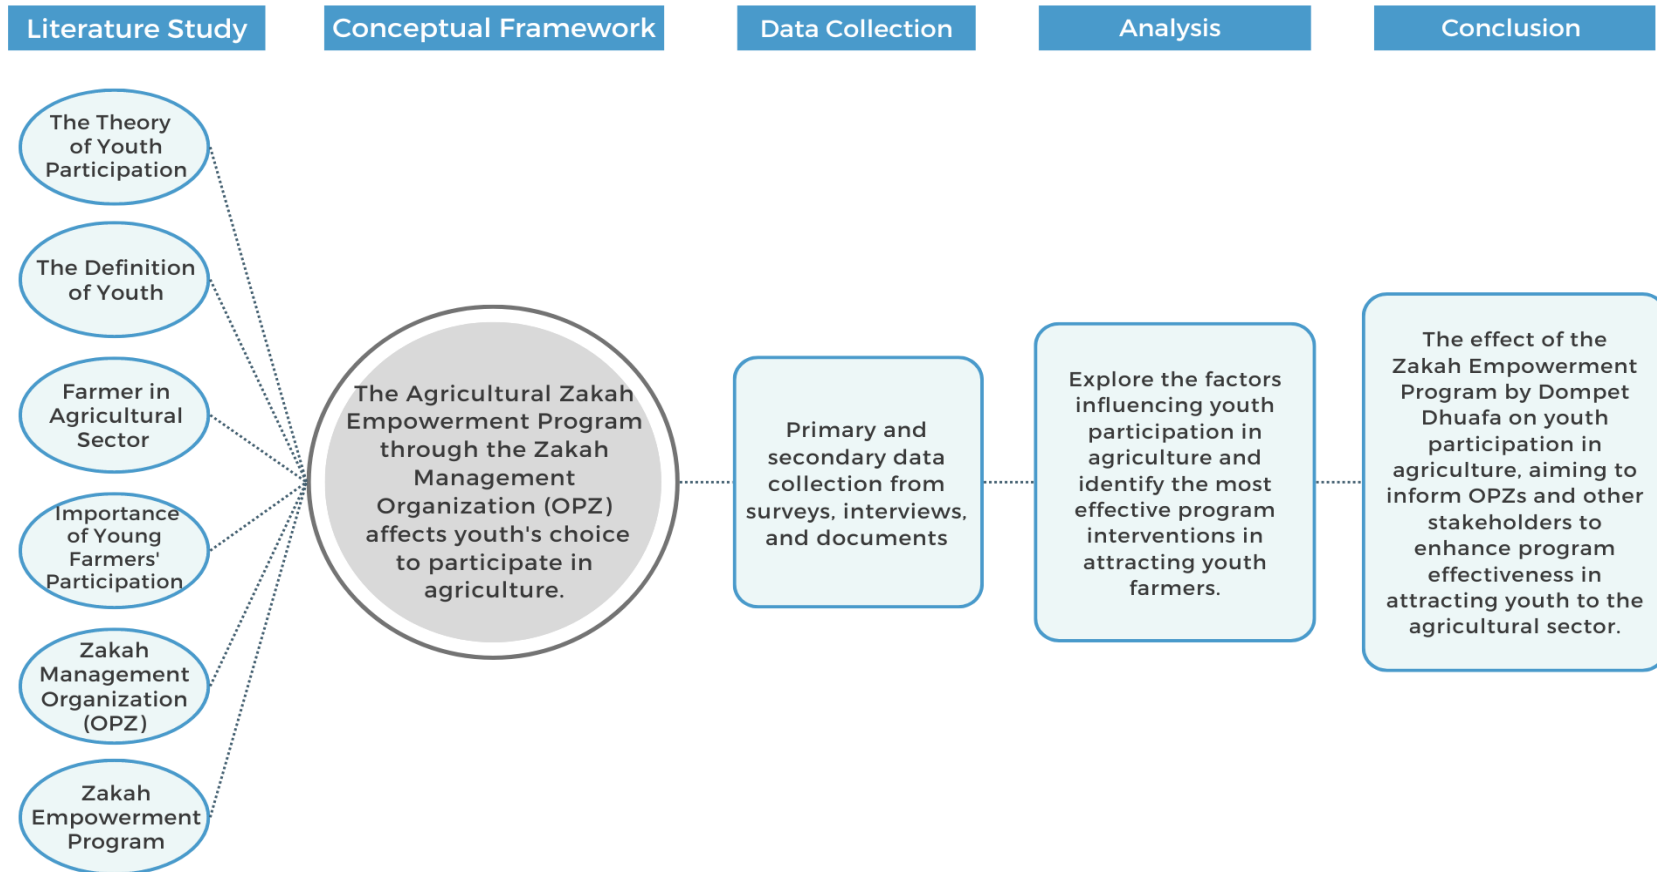 Literature Study
Conceptual Framework
Data Collection
Analysis
Conclusion
The Theory
of Youth
Participation
The Definition
of Youth
Farmer in
Agricultural
Sector
Importance
of Young
Farmers'
Participation
Zakah
Management
Organization
(OPZ)
Zakah
Empowerment
Program
The Agricultural Zakah
Empowerment Program
through the Zakah
Management
Organization (OPZ)
affects youth's choice
to participate in
agriculture.
Primary and
secondary data
collection from
surveys, interviews,
and documents
Explore the factors
influencing youth
participation in
agriculture and
identify the most
effective program
interventions in
attracting youth
farmers.
The effect of the
Zakah Empowerment
Program by Dompet
Dhuafa on youth
participation in
agriculture, aiming to
inform OPZs and other
stakeholders to
enhance program
effectiveness in
attracting youth to the
agricultural sector.